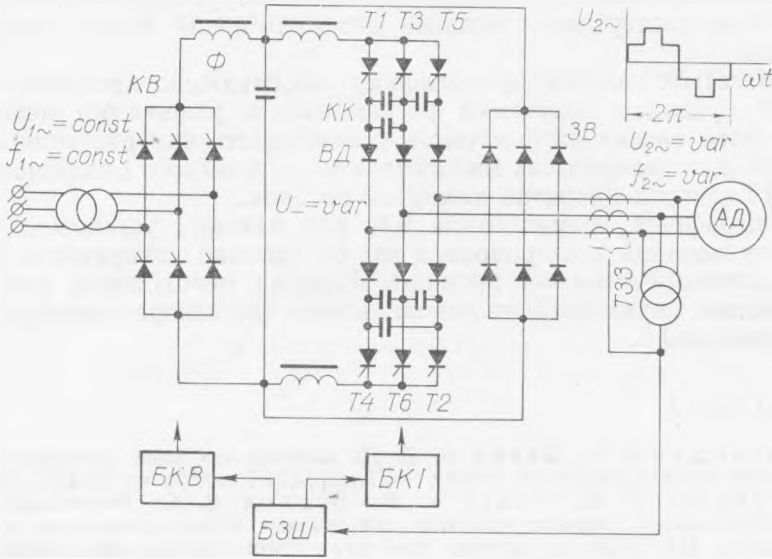 T1 T3 T5
U₂~
ωt
2π
U₂~=var
f₂~=var
Ф
КВ
U₁~=const
f₁~=const
КК
ВД
U_=var
ЗВ
АД
ТЗЗ
T4 T6 T2
БКВ
БКІ
БЗШ